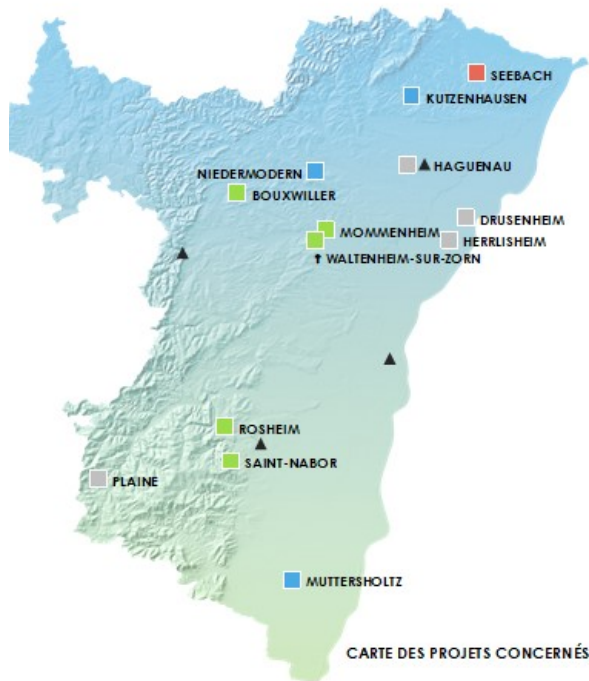 SEEBACH
KUTZENHAUSEN
HAGUENAU
NIEDERMODERN
BOUXWILLER
DRUSENHEIM
MOMMENHEIM
HERRLISHEIM
WALTENHEIM-SUR-ZORN
ROSHEIM
SAINT-NABOR
PLAINE
MUTTERSHOLTZ
CARTE DES PROJETS CONCERNÉS